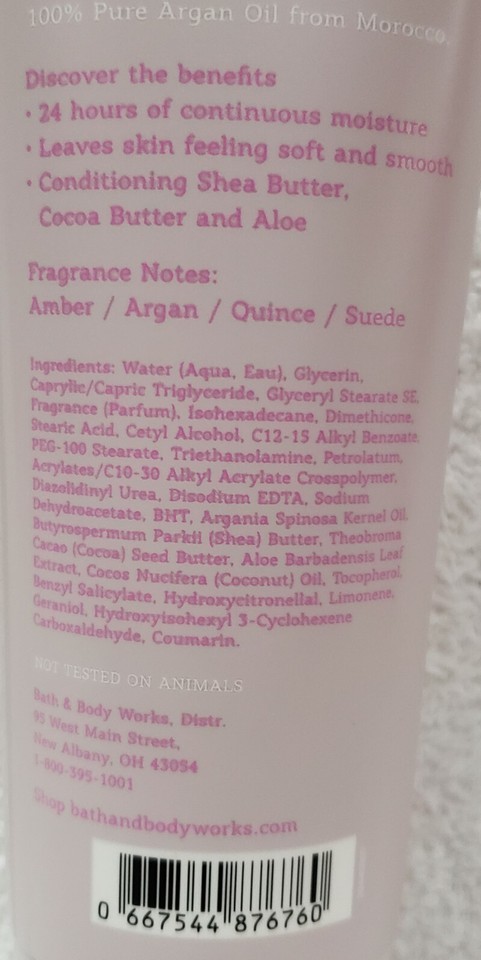 100% Pure Argan Oil from Morocco.
Discover the benefits
• 24 hours of continuous moisture
• Leaves skin feeling soft and smooth
• Conditioning Shea Butter,
Cocoa Butter and Aloe
Fragrance Notes:
Amber / Argan / Quince / Suede
Ingredients: Water (Aqua, Eau), Glycerin,
Caprylic/Capric Triglyceride, Glyceryl Stearate SE,
Fragrance (Parfum), Isohexadecane, Dimethicone,
Stearic Acid, Cetyl Alcohol, C12-15 Alkyl Benzoate,
PEG-100 Stearate, Triethanolamine, Petrolatum,
Acrylates/C10-30 Alkyl Acrylate Crosspolymer,
Diazolidinyl Urea, Disodium EDTA, Sodium
Dehydroacetate, BHT, Argania Spinosa Kernel Oil,
Butyrospermum Parkii (Shea) Butter, Theobroma
Cacao (Cocoa) Seed Butter, Aloe Barbadensis Leaf
Extract, Cocos Nucifera (Coconut) Oil, Tocopherol,
Benzyl Salicylate, Hydroxycitronellal, Limonene,
Geraniol, Hydroxyisohexyl 3-Cyclohexene
Carboxaldehyde, Coumarin.
NOT TESTED ON ANIMALS
Bath & Body Works, Distr.
95 West Main Street,
New Albany, OH 43054
1-800-395-1001
Shop bathandbodyworks.com
0 667544 876760